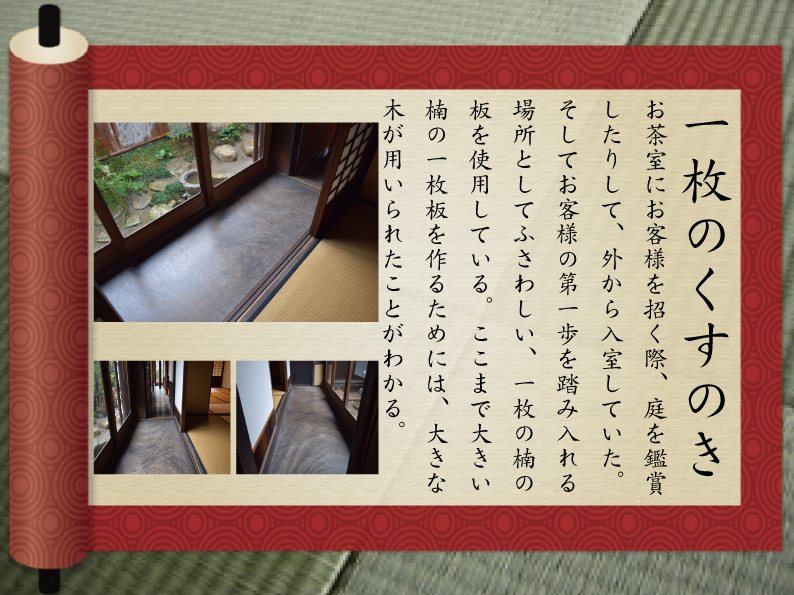 一枚のくすのき
お茶室にお客様を招く際、庭を鑑賞
したりして、外から入室していた。
そしてお客様の第一歩を踏み入れる
場所としてふさわしい、一枚の楠の
板を使用している。ここまで大きい
楠の一枚板を作るためには、大きな
木が用いられたことがわかる。